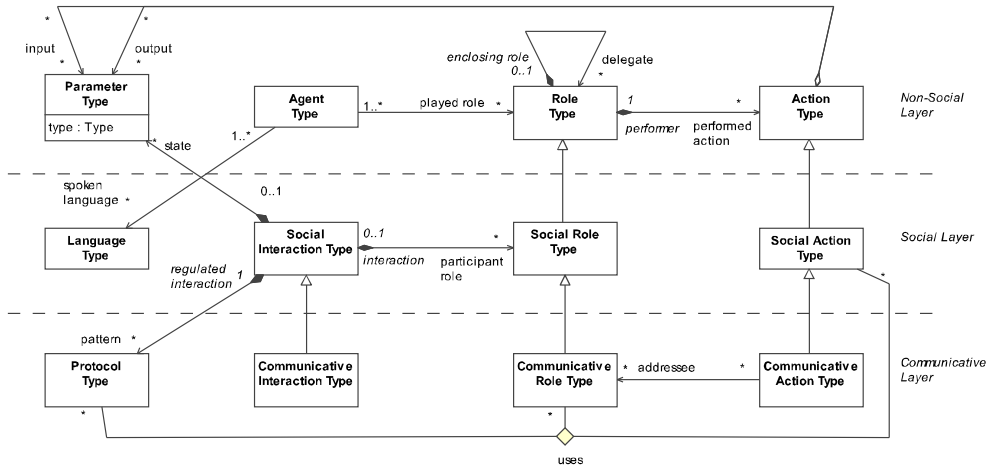 *
*
input
*
*
output
Parameter
Type
type : Type
Agent
Type
1..*
played role
*
enclosing role
0..1
delegate
*
Role
Type
1
performer
*
performed
action
Action
Type
Non-Social
Layer
*
state
1..*
spoken
language
*
0..1
Language
Type
Social
Interaction Type
0..1
interaction
*
participant
role
Social Role
Type
Social Action
Type
Social Layer
regulated
interaction
1
*
pattern
*
Protocol
Type
Communicative
Interaction Type
Communicative
Role Type
*
addressee
*
Communicative
Action Type
Communicative
Layer
*
*
uses